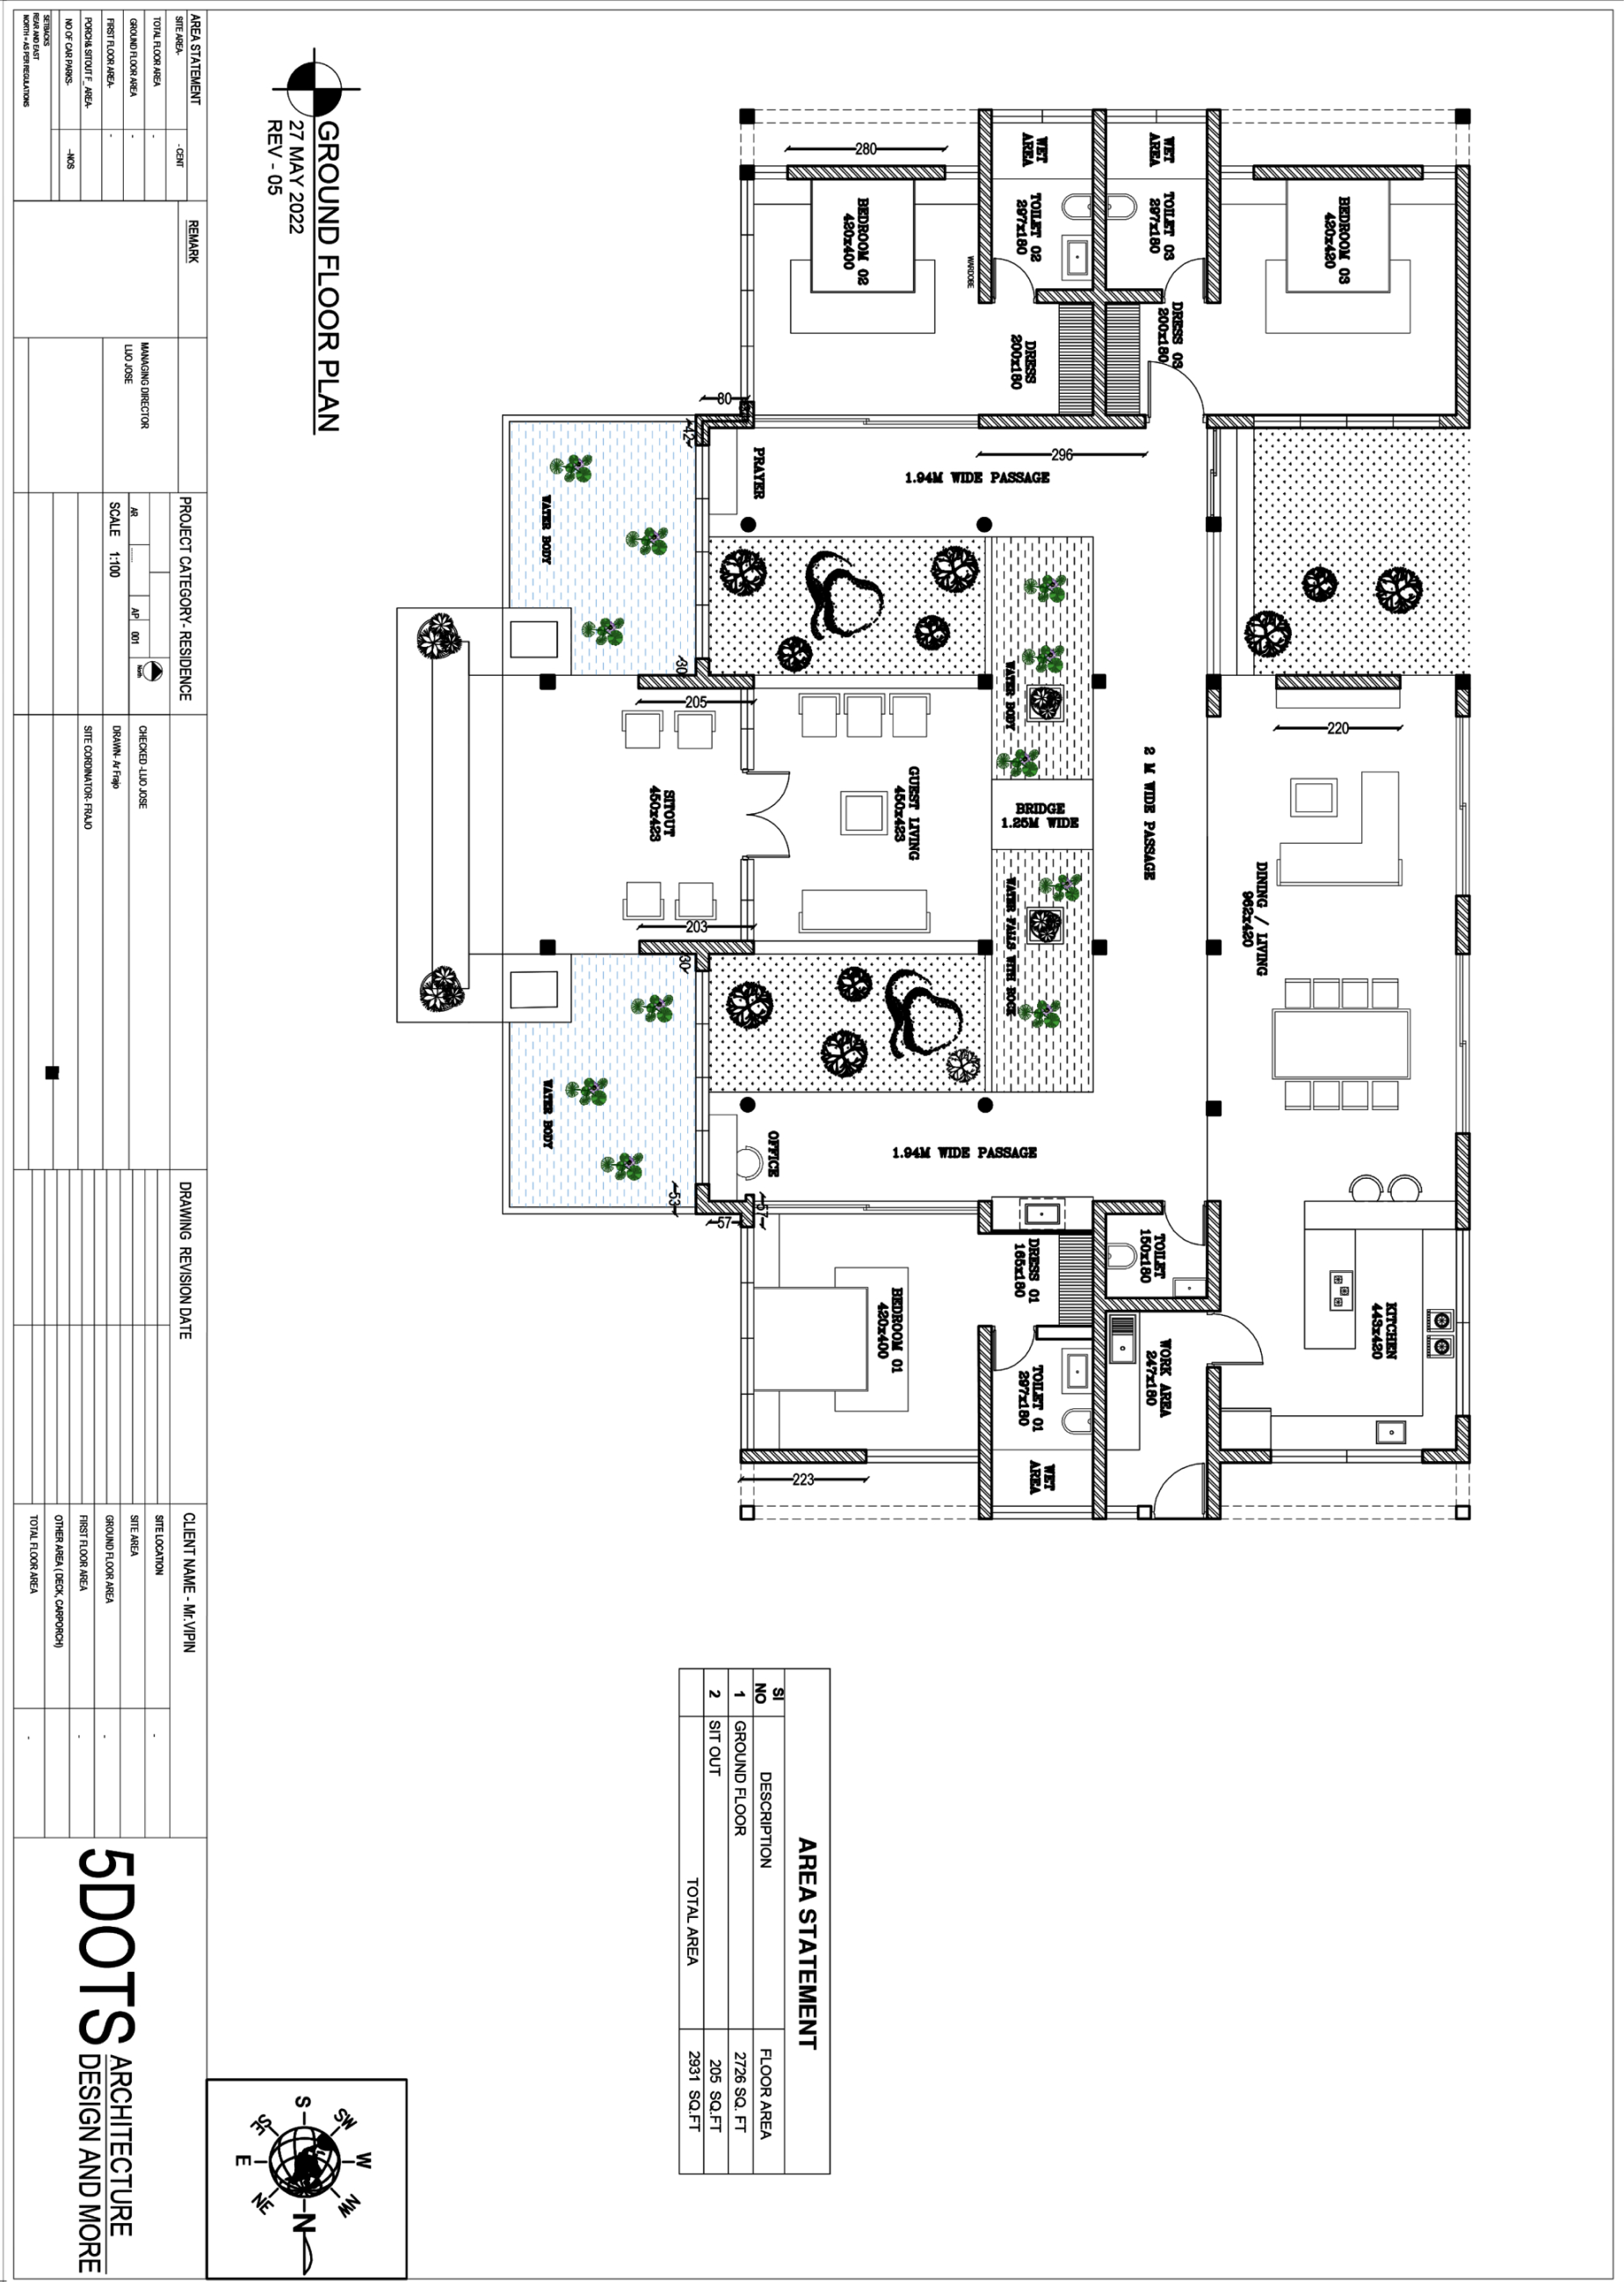 GROUND FLOOR PLAN
27 MAY 2022
REV - 05
BEDROOM 03
420x420
TOILET 03
297x180
WET
AREA
DRESS 03
200x180
WET
AREA
TOILET 02
297x180
DRESS
200x180
BEDROOM 02
420x400
WARDOBE
280
80
42
296
1.94M WIDE PASSAGE
PRAYER
WATER BODY
30
205
220
WATER BODY
2 M WIDE PASSAGE
BRIDGE
1.25M WIDE
GUEST LIVING
450x423
SITOUT
450x423
DINING / LIVING
962x420
WATER FALLS WITH ROCK
203
30
WATER BODY
1.94M WIDE PASSAGE
OFFICE
53
57
57
TOILET
150x180
DRESS 01
165x180
KITCHEN
443x420
WORK AREA
247x180
BEDROOM 01
420x400
TOILET 01
297x180
WET
AREA
223
AREA STATEMENT
SI
NO
DESCRIPTION
FLOOR AREA
1
GROUND FLOOR
2726 SQ. FT
2
SIT OUT
205 SQ.FT
TOTAL AREA
2931 SQ.FT
S
SW
W
NW
N
NE
E
SE
AREA STATEMENT
SITE AREA-
- CENT
TOTAL FLOOR AREA
-
GROUND FLOOR AREA
-
FIRST FLOOR AREA-
-
PORCH& SITOUT F_ AREA-
NO OF CAR PARKS-
--NOS
SETBACKS
REAR AND EAST
NORTH = AS PER REGULATIONS
REMARK
MANAGING DIRECTOR
LIJO JOSE
PROJECT CATEGORY- RESIDENCE
AR
AP
001
North
SCALE 1:100
CHECKED -LIJO JOSE
DRAWN- Ar Frajo
SITE CORDINATOR- FRAJO
DRAWING REVISION DATE
CLIENT NAME - Mr.VIPIN
SITE LOCATION
-
SITE AREA
GROUND FLOOR AREA
-
FIRST FLOOR AREA
-
OTHER AREA ( DECK, CARPORCH)
TOTAL FLOOR AREA
-
5DOTS
ARCHITECTURE
DESIGN AND MORE